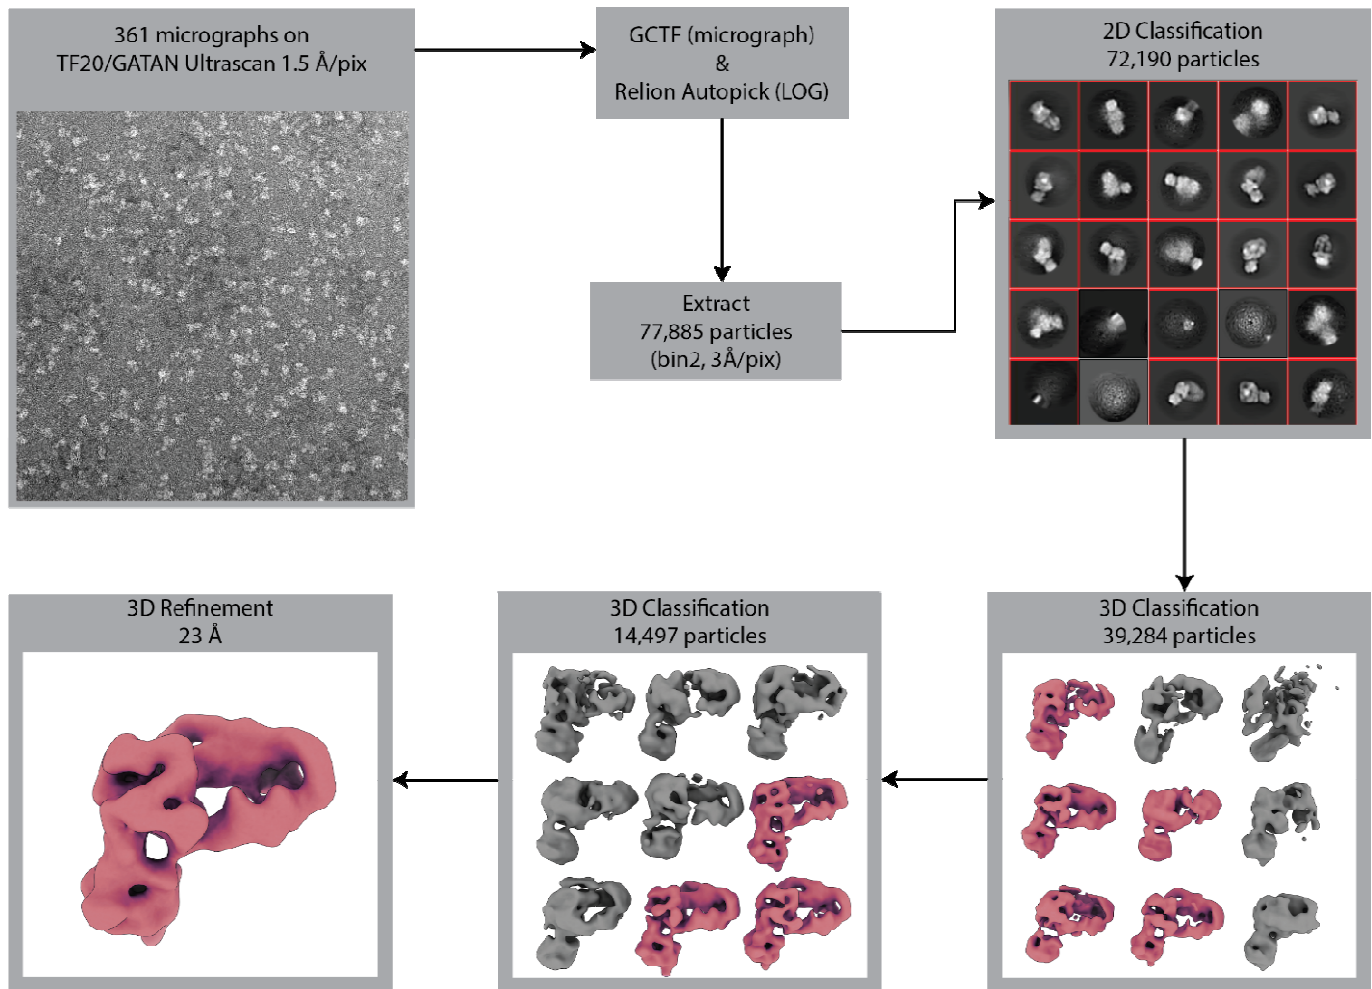 361 micrographs on
TF20/GATAN Ultrascan 1.5 Å/pix
GCTF (micrograph)
&
Relion Autopick (LOG)
Extract
77,885 particles
(bin2, 3Å/pix)
2D Classification
72,190 particles
3D Classification
39,284 particles
3D Classification
14,497 particles
3D Refinement
23 Å